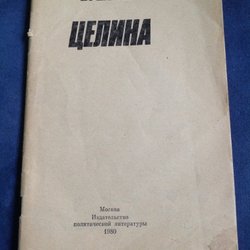 ЦЕЛИНА
Москва
Издательство
политической литературы
1980